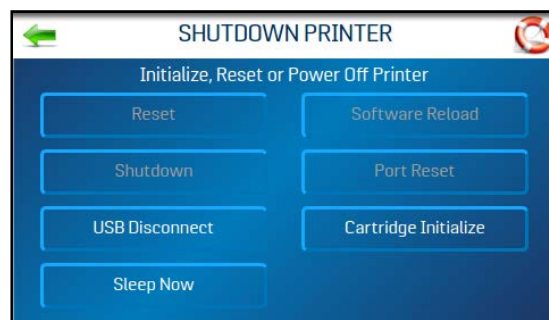 SHUTDOWN PRINTER
Initialize, Reset or Power Off Printer
Reset
Software Reload
Shutdown
Port Reset
USB Disconnect
Cartridge Initialize
Sleep Now